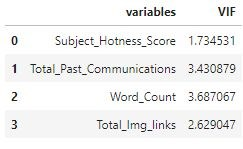 variables VIF
0 Subject_Hotness_Score 1.734531
1 Total_Past_Communications 3.430879
2 Word_Count 3.687067
3 Total_Img_links 2.629047